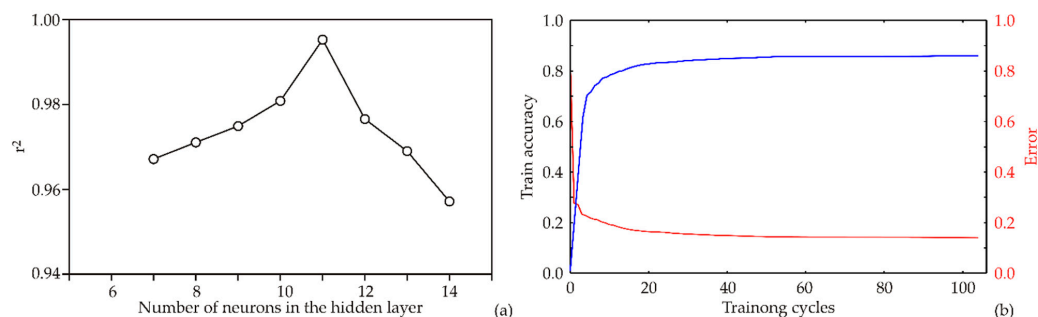 1.00
0.98
0.96
0.94
r²
6 8 10 12 14
Number of neurons in the hidden layer
(a)
1.0
0.8
0.6
0.4
0.2
0.0
Train accuracy
0 20 40 60 80 100
Trainong cycles
1.0
0.8
0.6
0.4
0.2
0.0
Error
(b)